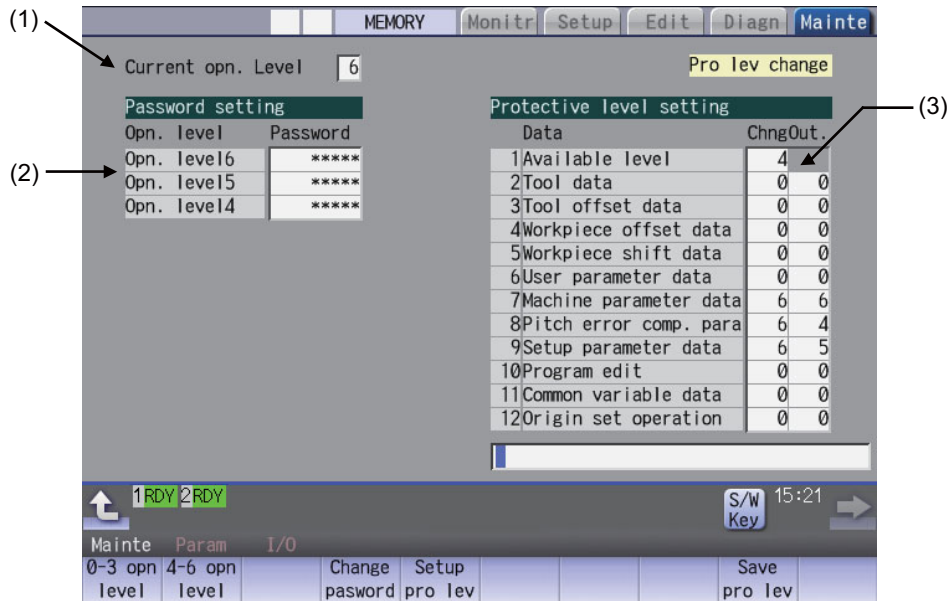 (1)
MEMORY Monitr Setup Edit Diagn Mainte
Current opn. Level 6
Pro lev change
(2)
Password setting
Opn. level Password
Opn. level6 *****
Opn. level5 *****
Opn. level4 *****
(3)
Protective level setting
Data Chng Out.
1 Available level 4
2 Tool data 0 0
3 Tool offset data 0 0
4 Workpiece offset data 0 0
5 Workpiece shift data 0 0
6 User parameter data 0 0
7 Machine parameter data 6 6
8 Pitch error comp. para 6 4
9 Setup parameter data 6 5
10 Program edit 0 0
11 Common variable data 0 0
12 Origin set operation 0 0
1 RDY 2 RDY
S/W Key 15:21
Mainte Param I/O
0-3 opn level 4-6 opn level Change pasword Setup pro lev Save pro lev